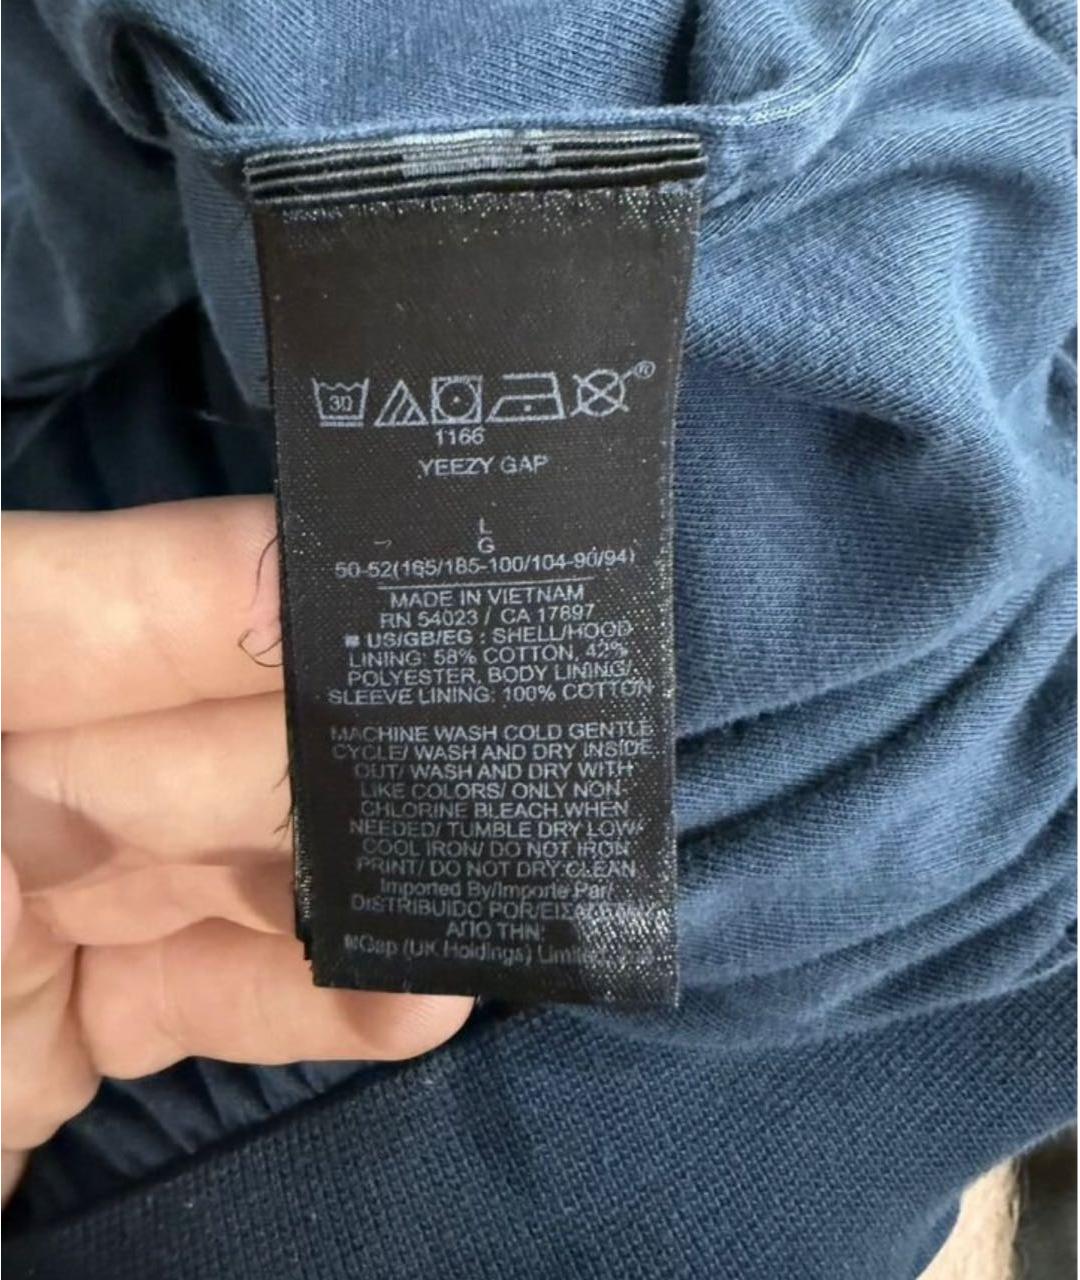 30
1166
YEEZY GAP
L
G
50-52(165/185-100/104-90/94)
MADE IN VIETNAM
RN 54023 / CA 17897
■ US/GB/EG : SHELL/HOOD
LINING: 58% COTTON, 42%
POLYESTER, BODY LINING/
SLEEVE LINING: 100% COTTON
MACHINE WASH COLD GENTLE
CYCLE/ WASH AND DRY INSIDE
OUT/ WASH AND DRY WITH
LIKE COLORS/ ONLY NON-
CHLORINE BLEACH WHEN
NEEDED/ TUMBLE DRY LOW/
COOL IRON/ DO NOT IRON
PRINT/ DO NOT DRY CLEAN
Imported By/Importe Par/
DISTRIBUIDO POR/
ΑΠΟ ΤΗΝ:
Gap (UK Holdings)